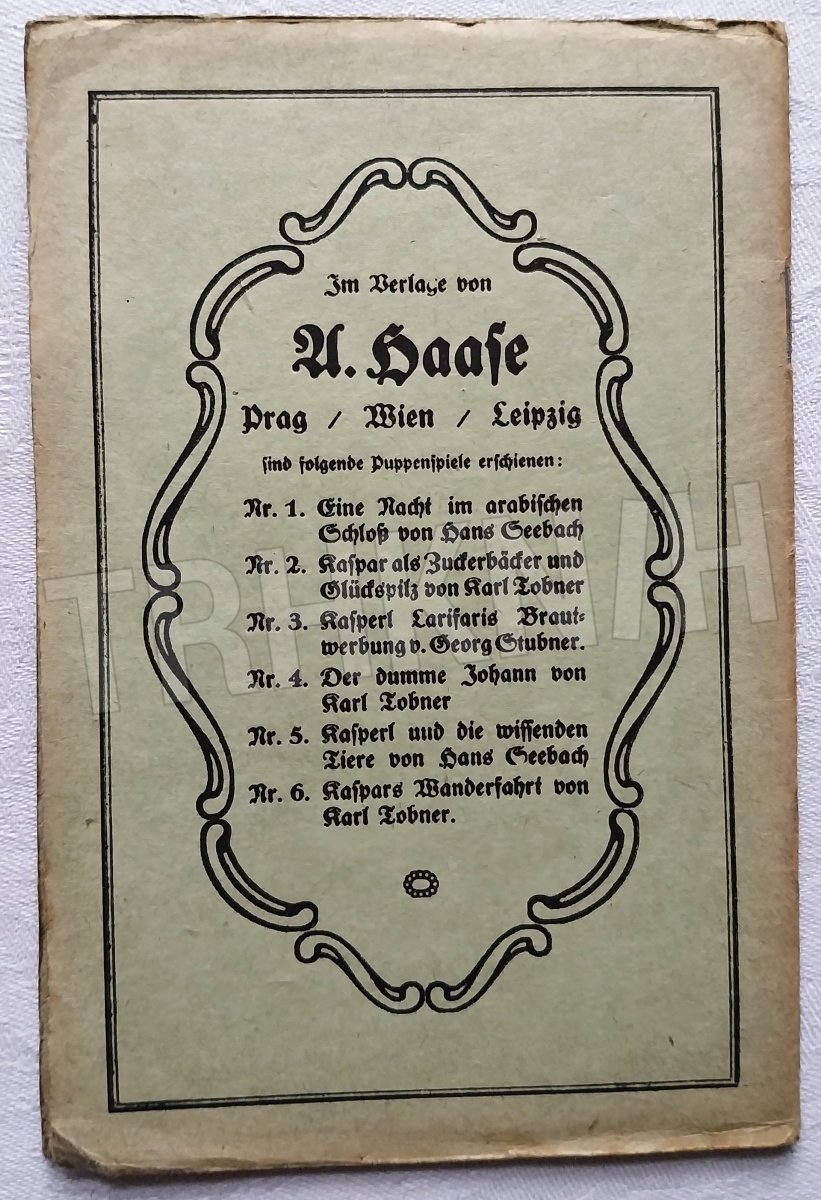 Im Verlage von
A. Haase
Prag / Wien / Leipzig
sind folgende Puppenspiele erschienen:
Nr. 1. Eine Nacht im arabischen
Schloß von Hans Seebach
Nr. 2. Kaspar als Zuckerbäcker und
Glückspilz von Karl Tobner
Nr. 3. Kasperl Larifaris Braut-
werbung v. Georg Stubner.
Nr. 4. Der dumme Johann von
Karl Tobner
Nr. 5. Kasperl und die wissenden
Tiere von Hans Seebach
Nr. 6. Kaspars Wanderfahrt von
Karl Tobner.